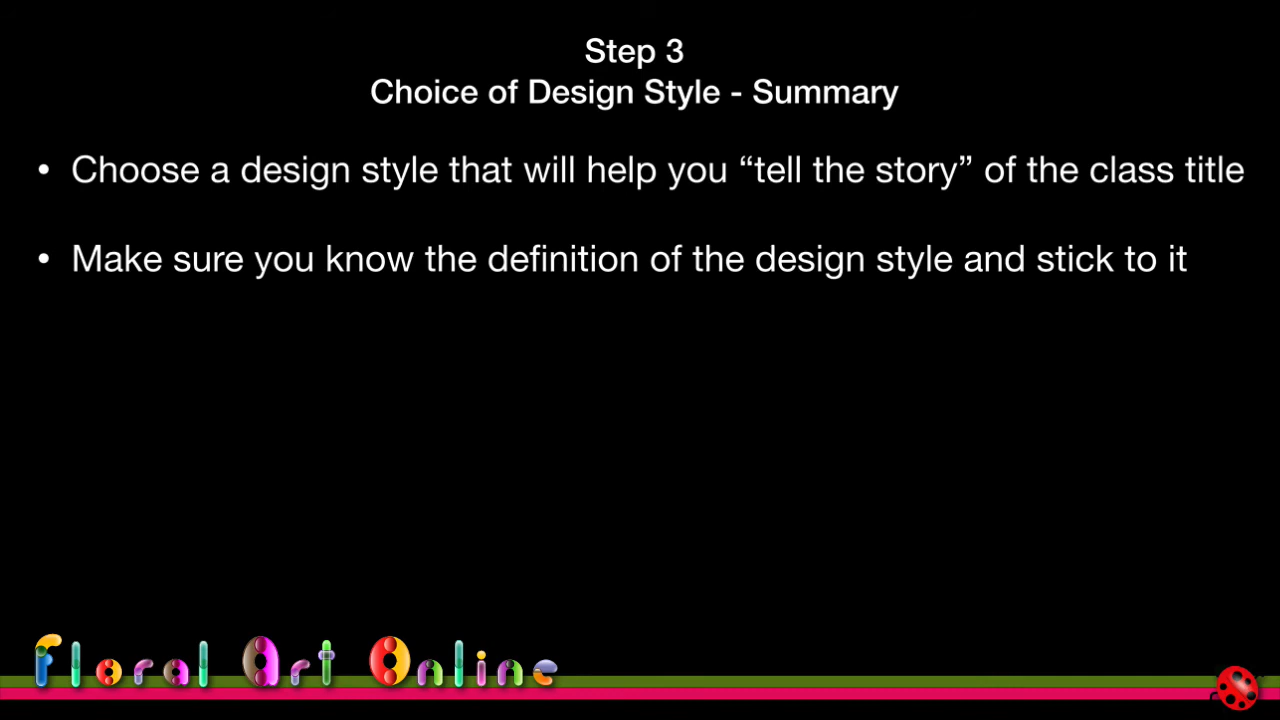 Step 3
Choice of Design Style - Summary
• Choose a design style that will help you “tell the story” of the class title
• Make sure you know the definition of the design style and stick to it
Floral Art Online